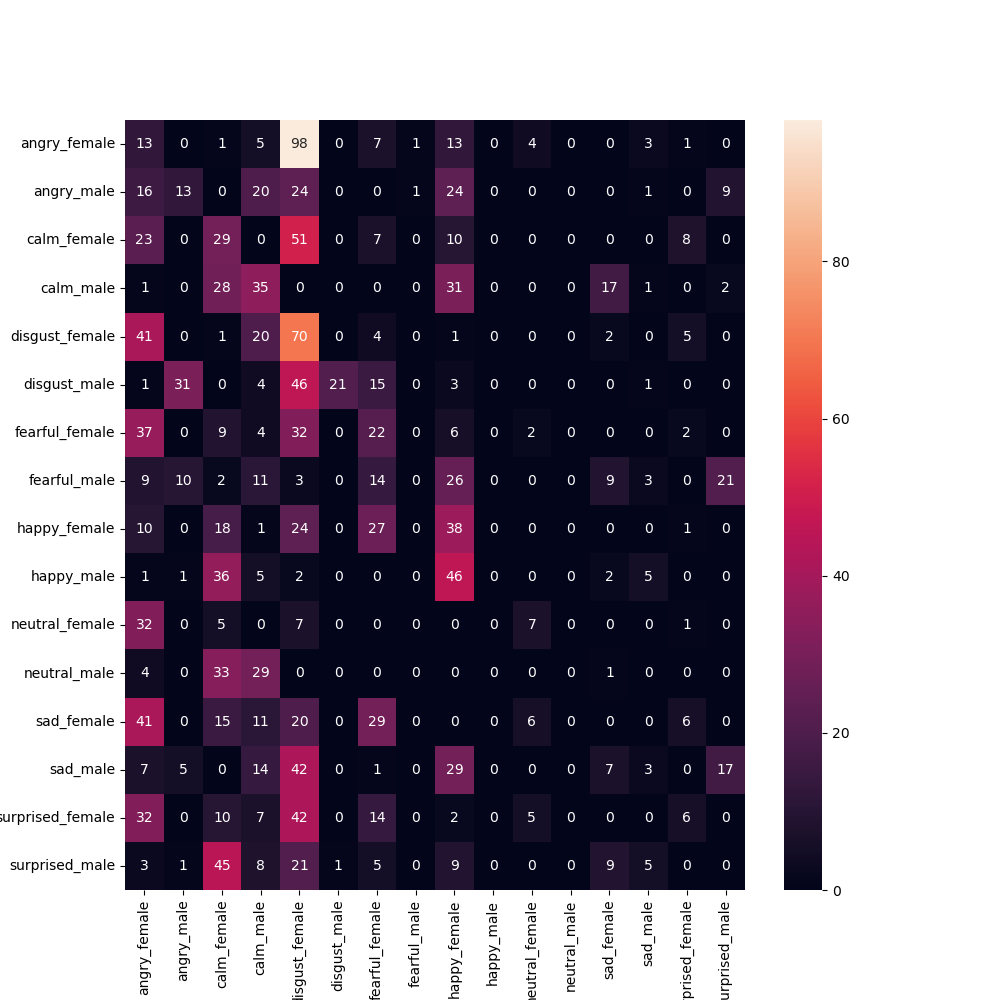 angry_female 13 0 1 5 98 0 7 1 13 0 4 0 0 3 1 0
angry_male 16 13 0 20 24 0 0 1 24 0 0 0 0 1 0 9
calm_female 23 0 29 0 51 0 7 0 10 0 0 0 0 0 8 0
80
calm_male 1 0 28 35 0 0 0 0 31 0 0 0 17 1 0 2
disgust_female 41 0 1 20 70 0 4 0 1 0 0 0 2 0 5 0
disgust_male 1 31 0 4 46 21 15 0 3 0 0 0 0 1 0 0
60
fearful_female 37 0 9 4 32 0 22 0 6 0 2 0 0 0 2 0
fearful_male 9 10 2 11 3 0 14 0 26 0 0 0 9 3 0 21
happy_female 10 0 18 1 24 0 27 0 38 0 0 0 0 0 1 0
happy_male 1 1 36 5 2 0 0 0 46 0 0 0 2 5 0 0
40
neutral_female 32 0 5 0 7 0 0 0 0 0 7 0 0 0 1 0
neutral_male 4 0 33 29 0 0 0 0 0 0 0 0 1 0 0 0
sad_female 41 0 15 11 20 0 29 0 0 0 6 0 0 0 6 0
20
sad_male 7 5 0 14 42 0 1 0 29 0 0 0 7 3 0 17
surprised_female 32 0 10 7 42 0 14 0 2 0 5 0 0 0 6 0
surprised_male 3 1 45 8 21 1 5 0 9 0 0 0 9 5 0 0
0
angry_female
angry_male
calm_female
calm_male
disgust_female
disgust_male
fearful_female
fearful_male
happy_female
happy_male
eutral_female
neutral_male
sad_female
sad_male
prised_female
urprised_male